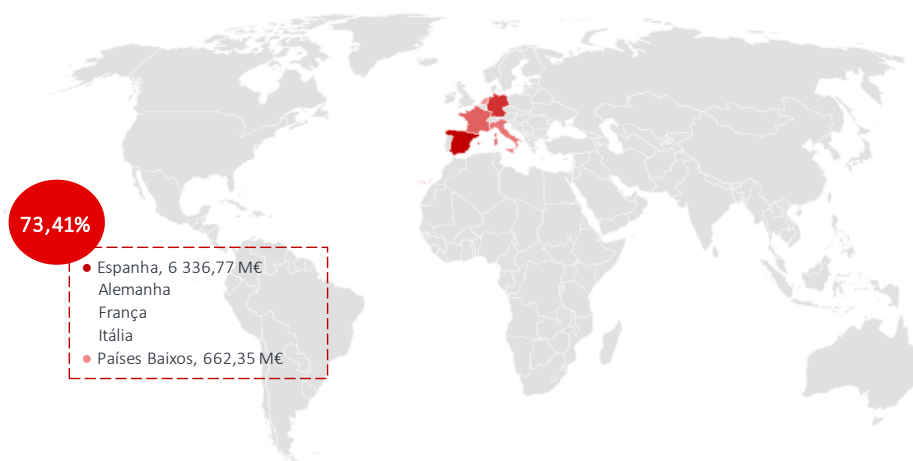 73,41%
Espanha, 6 336,77 M€
Alemanha
França
Itália
Países Baixos, 662,35 M€